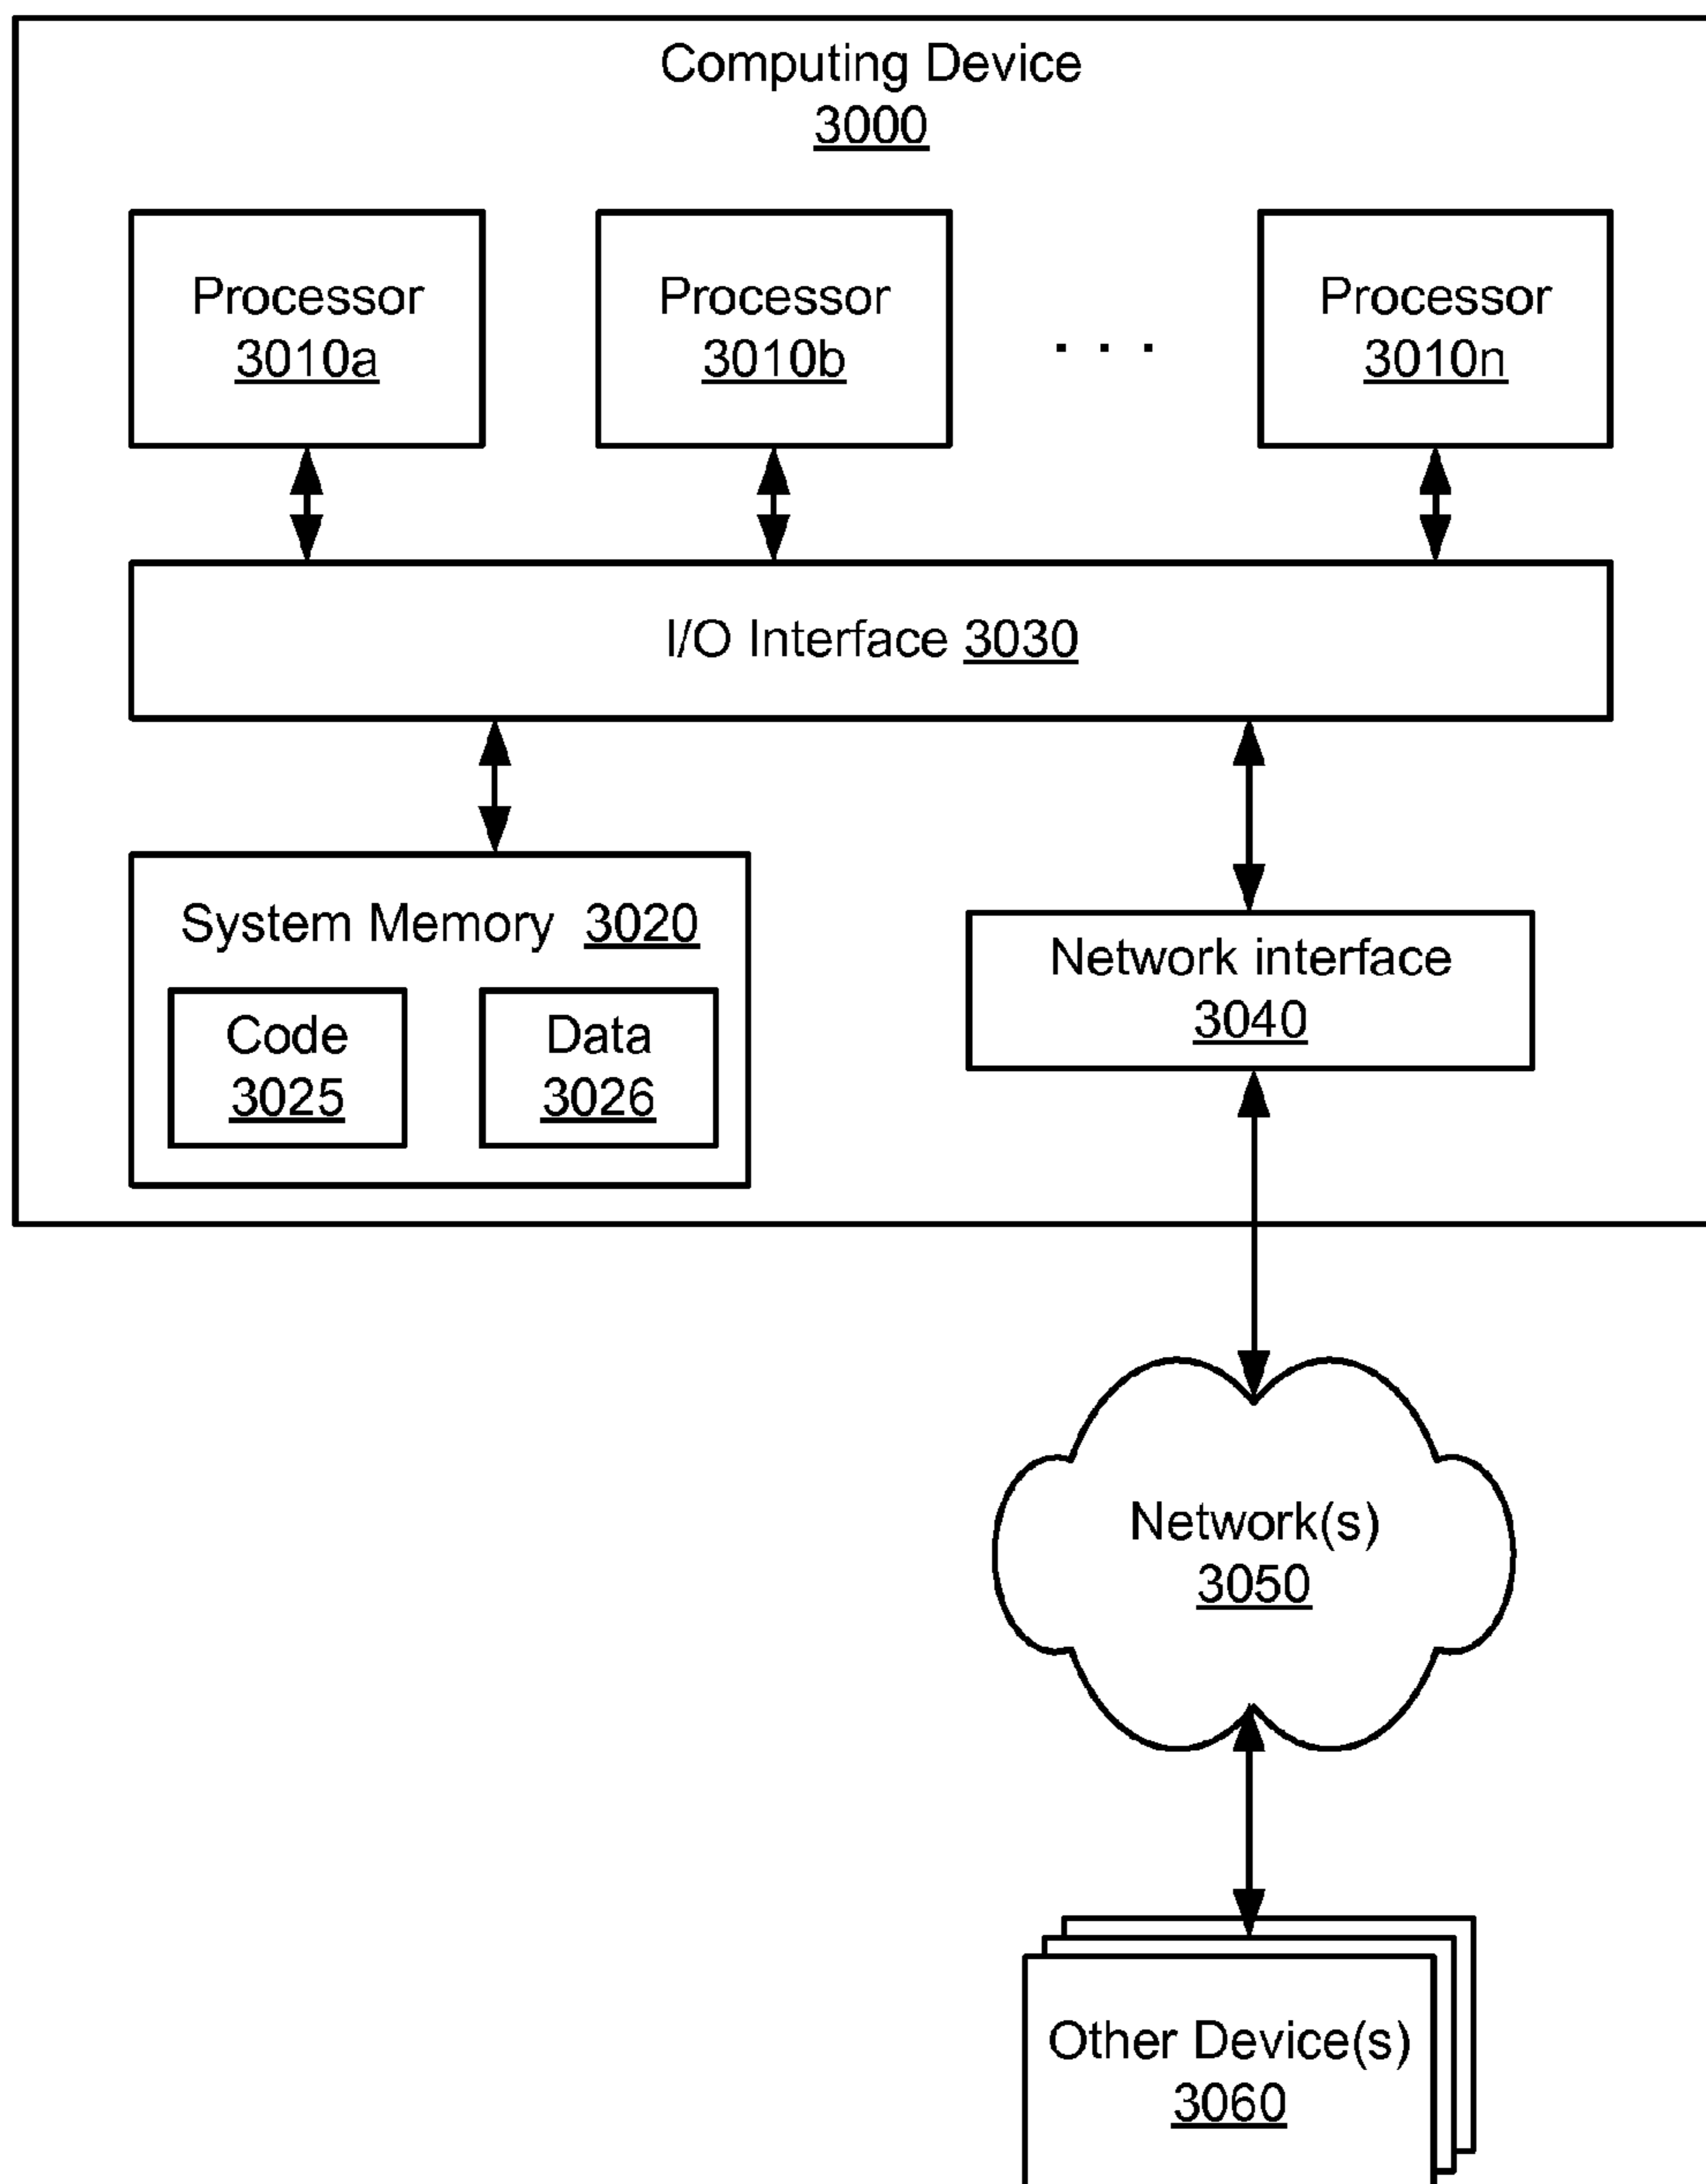 Computing Device
3000
Processor
3010a
Processor
3010b
. . .
Processor
3010n
I/O Interface 3030
System Memory 3020
Code
3025
Data
3026
Network interface
3040
Network(s)
3050
Other Device(s)
3060